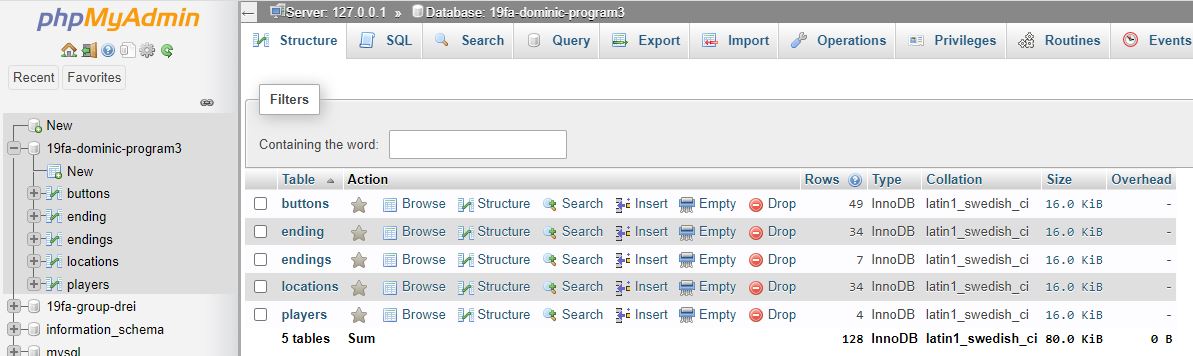 phpMyAdmin
Recent Favorites
New
19fa-dominic-program3
New
buttons
ending
endings
locations
players
19fa-group-drei
information_schema
mysql
Server: 127.0.0.1 » Database: 19fa-dominic-program3
Structure SQL Search Query Export Import Operations Privileges Routines Events
Filters
Containing the word:
Table Action Rows Type Collation Size Overhead
buttons Browse Structure Search Insert Empty Drop 49 InnoDB latin1_swedish_ci 16.0 KiB -
ending Browse Structure Search Insert Empty Drop 34 InnoDB latin1_swedish_ci 16.0 KiB -
endings Browse Structure Search Insert Empty Drop 7 InnoDB latin1_swedish_ci 16.0 KiB -
locations Browse Structure Search Insert Empty Drop 34 InnoDB latin1_swedish_ci 16.0 KiB -
players Browse Structure Search Insert Empty Drop 4 InnoDB latin1_swedish_ci 16.0 KiB -
5 tables Sum 128 InnoDB latin1_swedish_ci 80.0 KiB 0 B